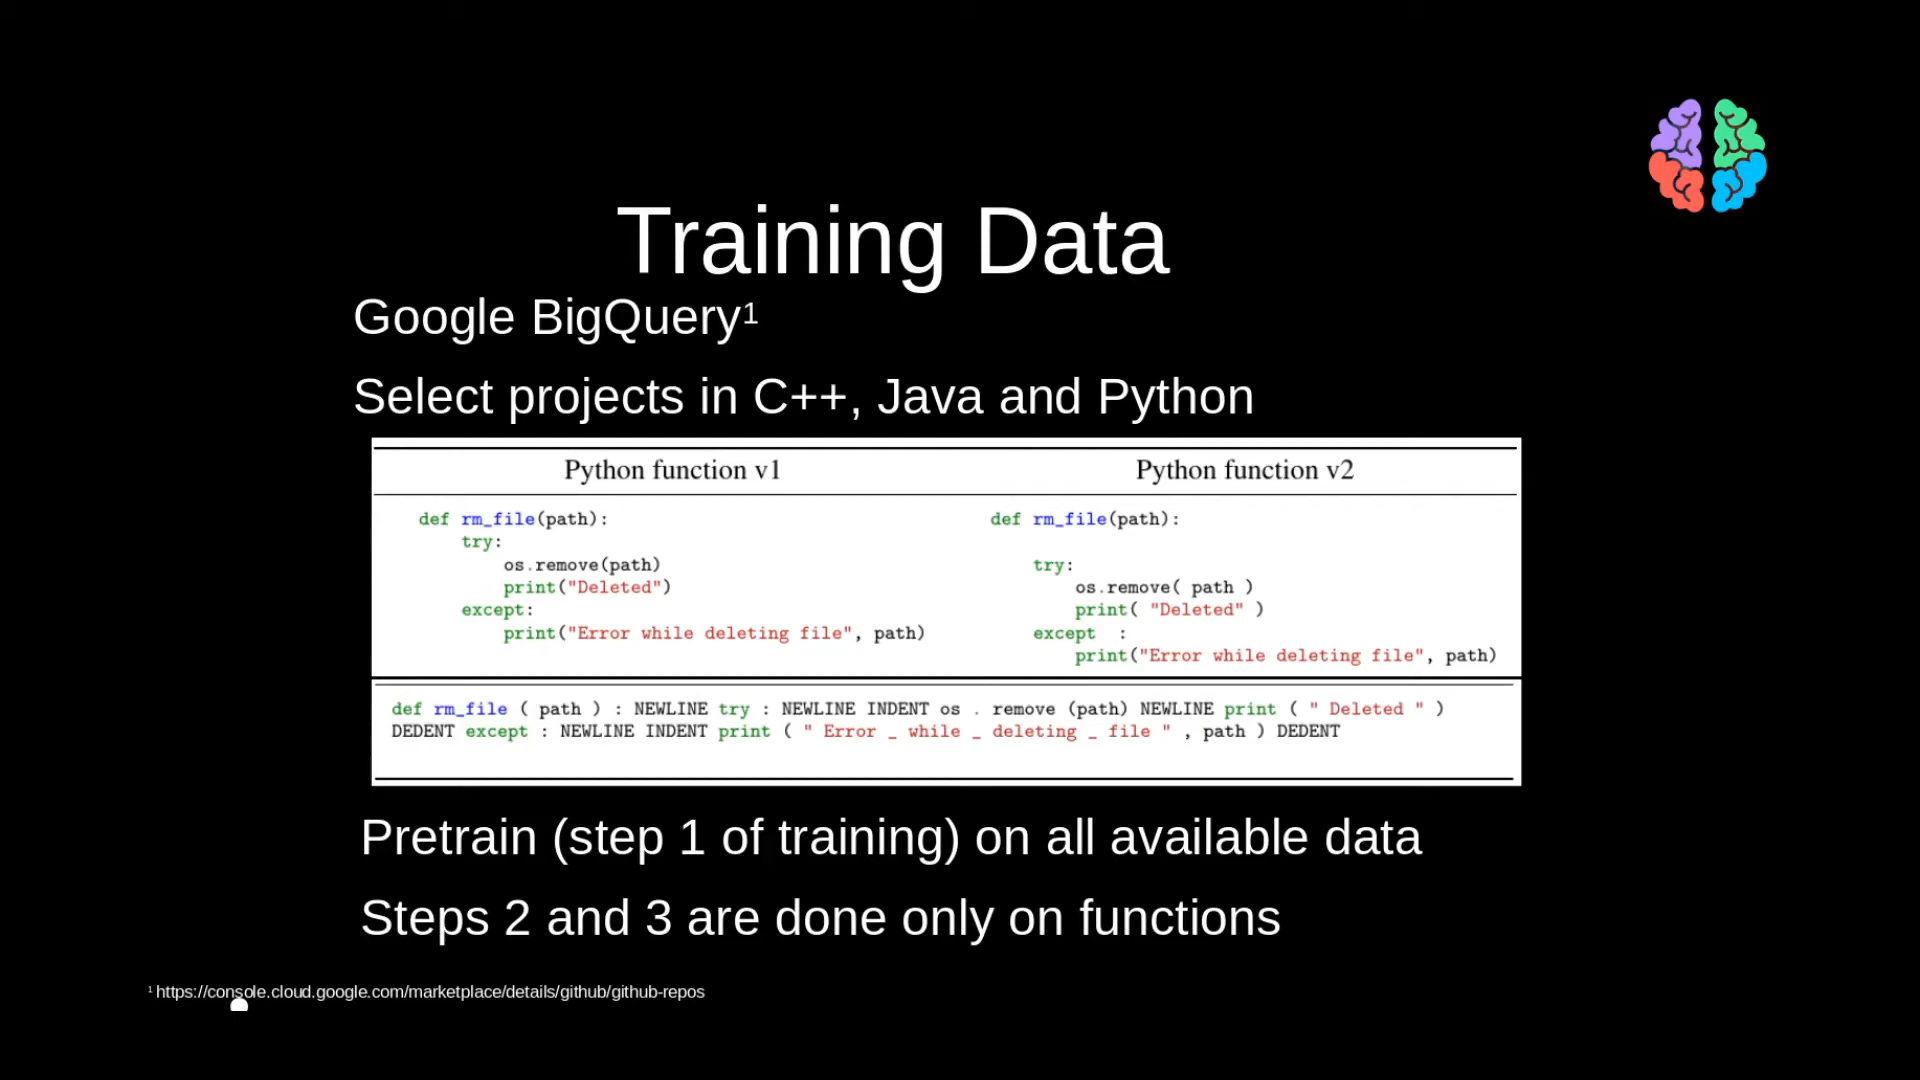 Training Data
Google BigQuery¹
Select projects in C++, Java and Python
Python function v1
def rm_file(path):
try:
os.remove(path)
print("Deleted")
except:
print("Error while deleting file", path)
Python function v2
def rm_file(path):
try:
os.remove( path )
print( "Deleted" )
except  :
print("Error while deleting file", path)
def rm_file ( path ) : NEWLINE try : NEWLINE INDENT os . remove (path) NEWLINE print ( " Deleted " )
DEDENT except : NEWLINE INDENT print ( " Error _ while _ deleting _ file " , path ) DEDENT
Pretrain (step 1 of training) on all available data
Steps 2 and 3 are done only on functions
¹ https://console.cloud.google.com/marketplace/details/github/github-repos